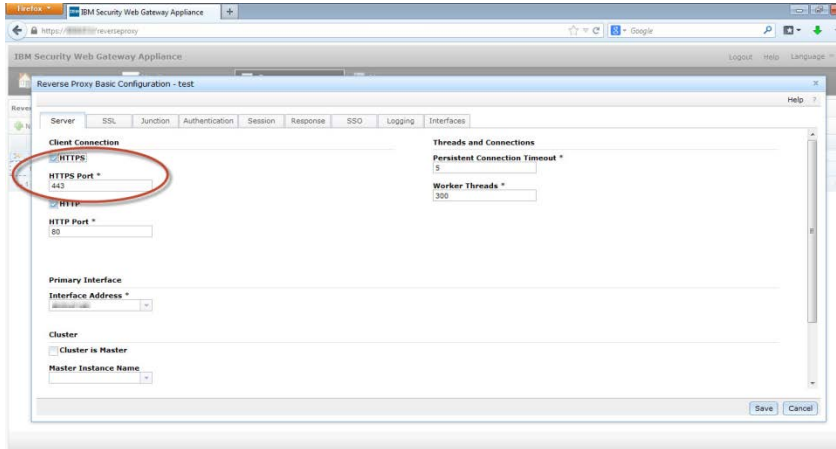 Firefox
IBM Security Web Gateway Appliance
https:// /reverseproxy
Google
IBM Security Web Gateway Appliance
Logout Help Language
Reverse Proxy Basic Configuration - test
Help ?
Server SSL Junction Authentication Session Response SSO Logging Interfaces
Client Connection
Threads and Connections
HTTPS
Persistent Connection Timeout *
5
HTTPS Port *
443
Worker Threads *
300
HTTP
HTTP Port *
80
Primary Interface
Interface Address *
Cluster
Cluster is Master
Master Instance Name
Save Cancel